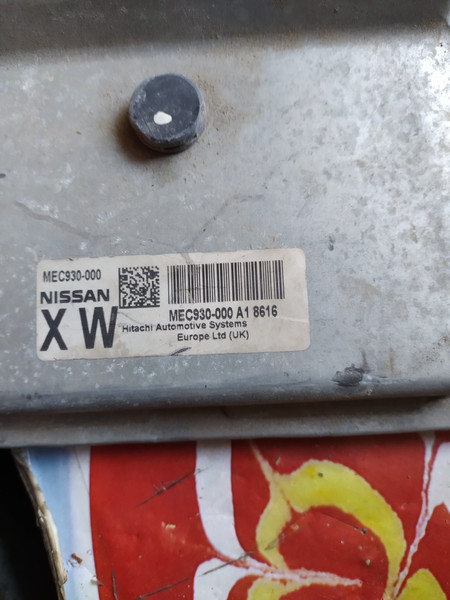 MEC930-000
NISSAN
X W
MEC930-000 A1 8616
Hitachi Automotive Systems
Europe Ltd (UK)